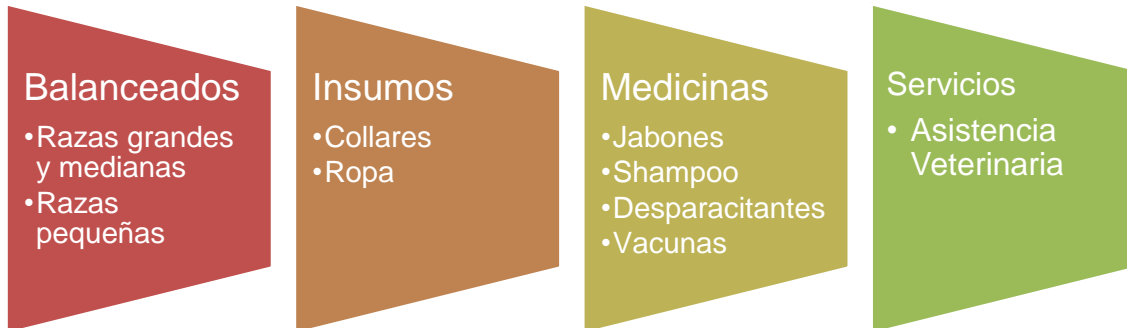 Balanceados
•Razas grandes
y medianas
•Razas
pequeñas
Insumos
•Collares
•Ropa
Medicinas
•Jabones
•Shampoo
•Desparacitantes
•Vacunas
Servicios
• Asistencia
Veterinaria